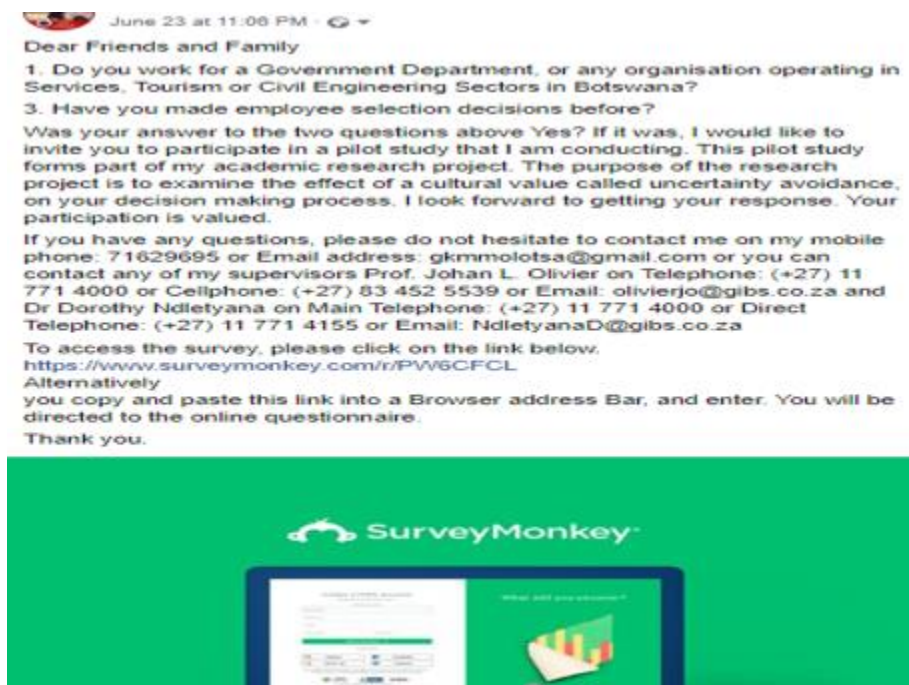 June 23 at 11:06 PM
Dear Friends and Family
1. Do you work for a Government Department, or any organisation operating in
Services, Tourism or Civil Engineering Sectors in Botswana?
3. Have you made employee selection decisions before?
Was your answer to the two questions above Yes? If it was, I would like to
invite you to participate in a pilot study that I am conducting. This pilot study
forms part of my academic research project. The purpose of the research
project is to examine the effect of a cultural value called uncertainty avoidance,
on your decision making process. I look forward to getting your response. Your
participation is valued.
If you have any questions, please do not hesitate to contact me on my mobile
phone: 71629695 or Email address: gkmmolotsa@gmail.com or you can
contact any of my supervisors Prof. Johan L. Olivier on Telephone: (+27) 11
771 4000 or Cellphone: (+27) 83 452 5539 or Email: olivierjo@gibs.co.za and
Dr Dorothy Ndletyana on Main Telephone: (+27) 11 771 4000 or Direct
Telephone: (+27) 11 771 4155 or Email: NdletyanaD@gibs.co.za
To access the survey, please click on the link below.
https://www.surveymonkey.com/r/PW6CFCL
Alternatively
you copy and paste this link into a Browser address Bar, and enter. You will be
directed to the online questionnaire.
Thank you.
SurveyMonkey